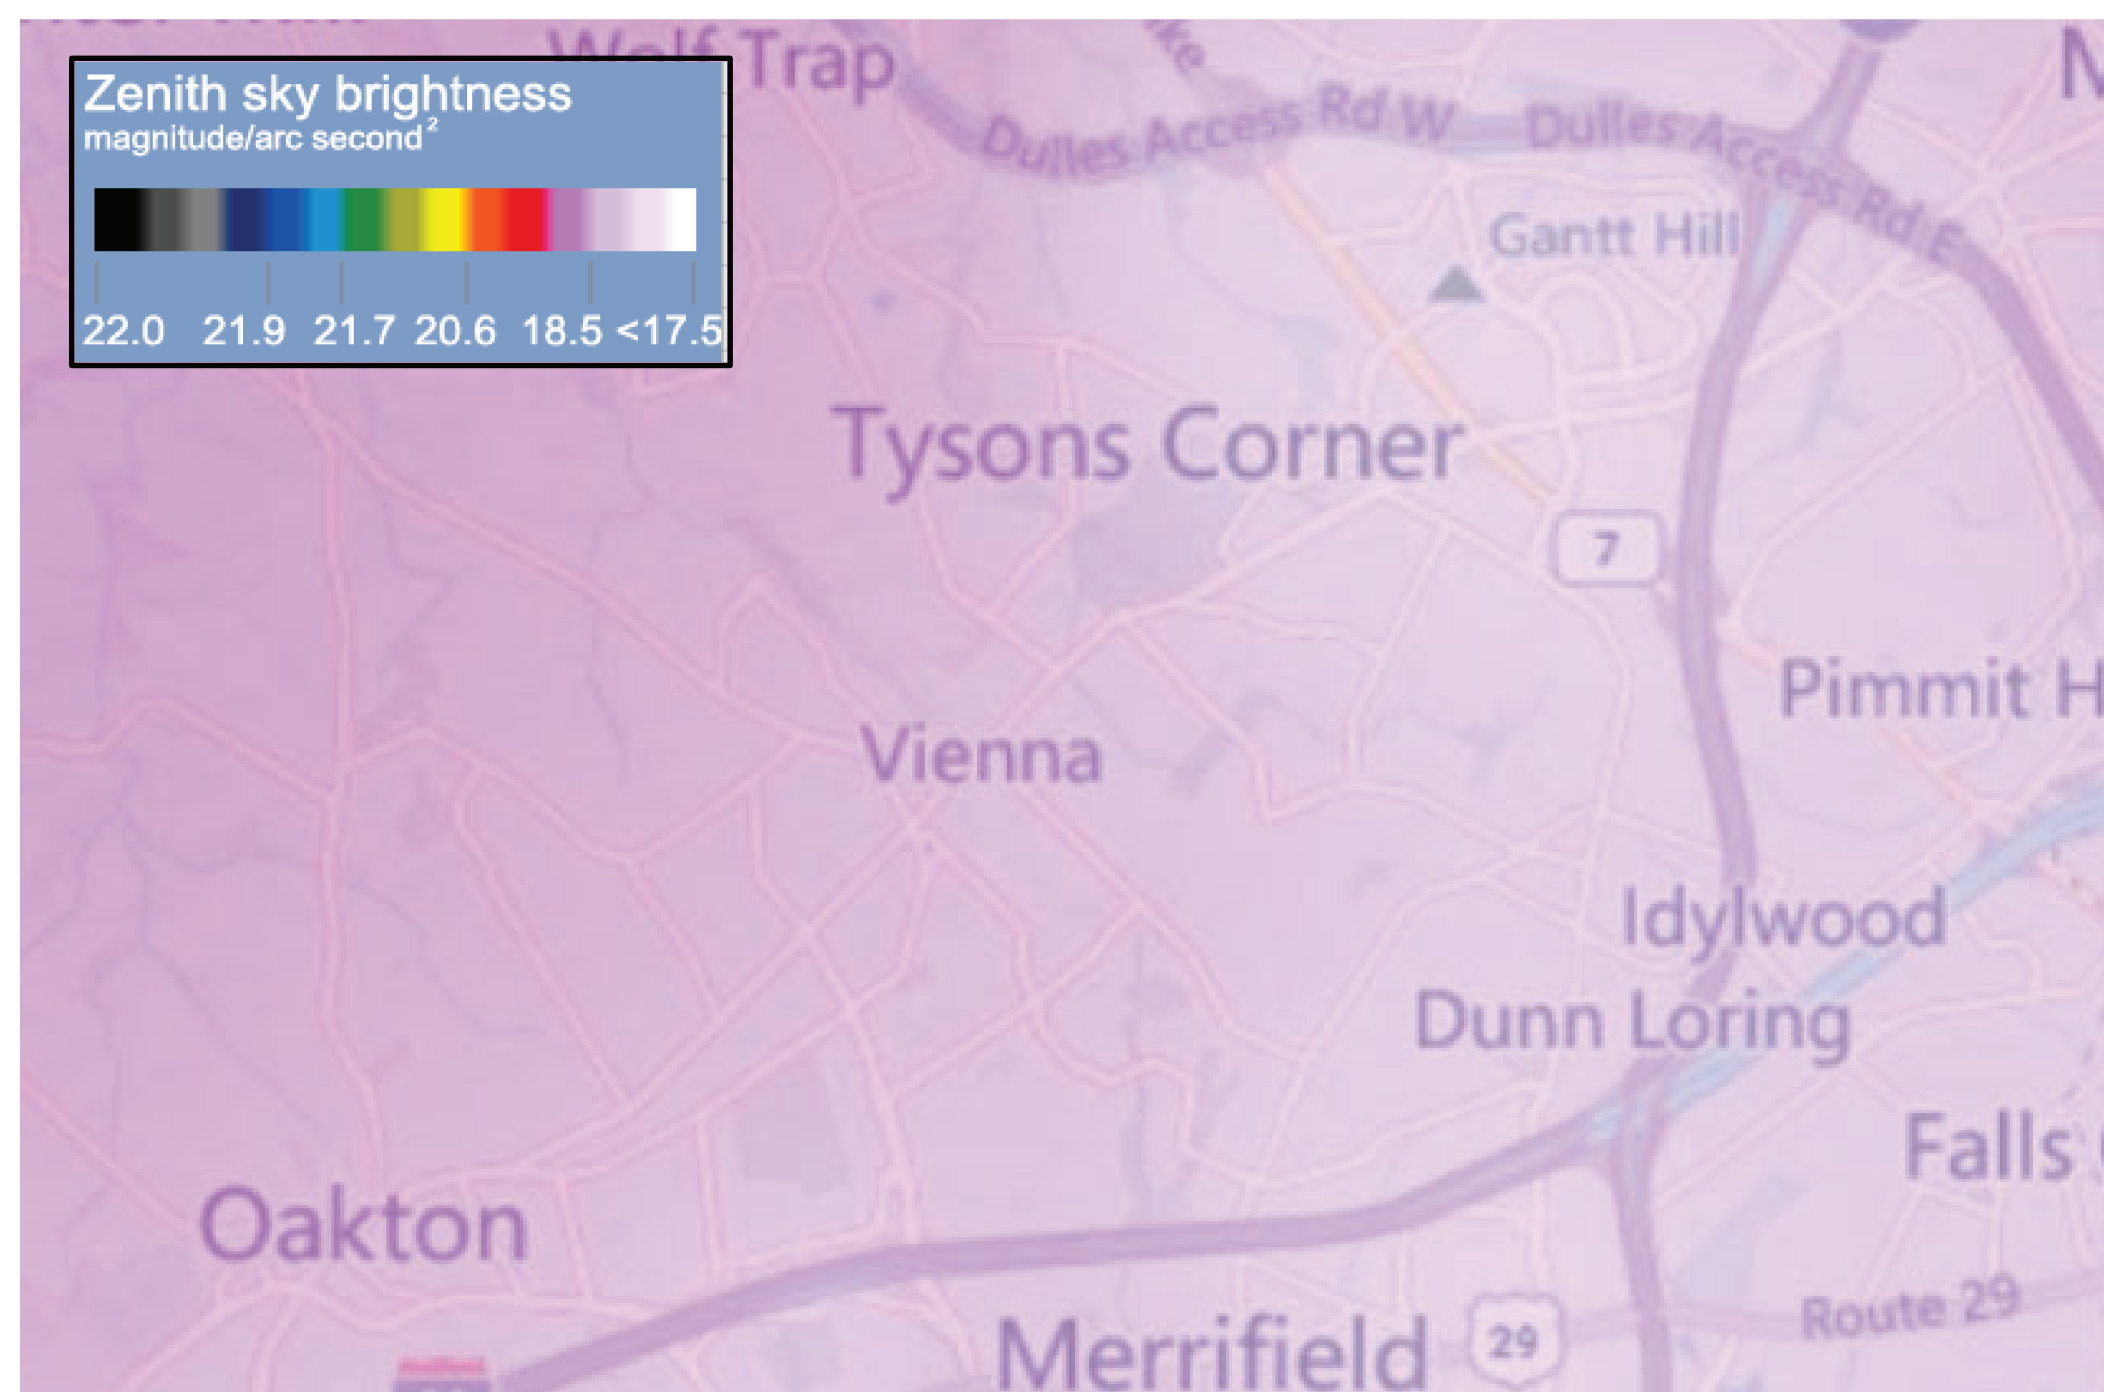 Wolf Trap
Zenith sky brightness
magnitude/arc second²
22.0 21.9 21.7 20.6 18.5 <17.5
Dulles Access Rd W
Dulles Access Rd E
Gantt Hill
Tysons Corner
7
Pimmit H
Vienna
Idylwood
Dunn Loring
Falls
Oakton
Route 29
Merrifield
29